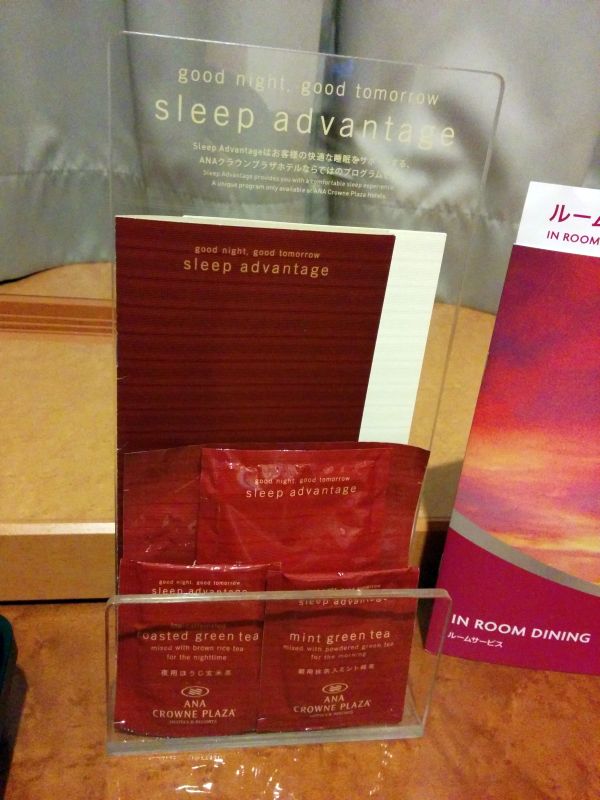 good night, good tomorrow
sleep advantage
Sleep Advantageはお客様の快適な睡眠をサポートする、
ANAクラウンプラザホテルならではのプログラムで
Sleep Advantage provides you with a comfortable sleep experience.
A unique program only available at ANA Crowne Plaza Hotels.
good night, good tomorrow
sleep advantage
good night, good tomorrow
sleep advantage
good night, good tomorrow
sleep advantage
roasted green tea
mixed with brown rice tea
for the nighttime
夜用ほうじ玄米茶
ANA
CROWNE PLAZA
HOTELS & RESORTS
sleep advantage
mint green tea
mixed with powdered green tea
for the morning
朝用抹茶入ミント緑茶
ANA
CROWNE PLAZA
HOTELS & RESORTS
ルーム
IN ROOM
IN ROOM DINING
ルームサービス